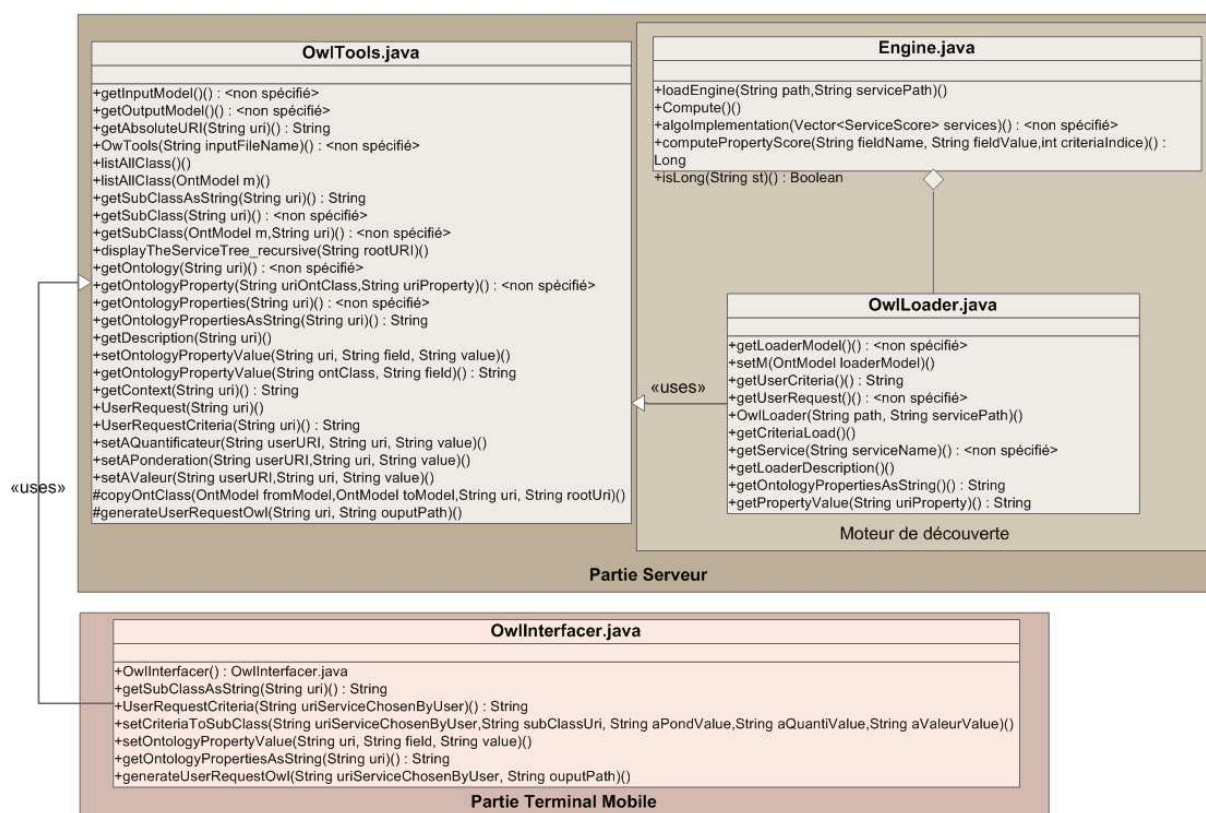 OwlTools.java
+getInputModel()() : <non spécifié>
+getOutputModel()() : <non spécifié>
+getAbsoluteURI(String uri)() : String
+OwTools(String inputFileName)() : <non spécifié>
+listAllClass()()
+listAllClass(OntModel m)()
+getSubClassAsString(String uri)() : String
+getSubClass(String uri)() : <non spécifié>
+getSubClass(OntModel m,String uri)() : <non spécifié>
+displayTheServiceTree_recursive(String rootURI)()
+getOntology(String uri)() : <non spécifié>
+getOntologyProperty(String uriOntClass,String uriProperty)() : <non spécifié>
+getOntologyProperties(String uri)() : <non spécifié>
+getOntologyPropertiesAsString(String uri)() : String
+getDescription(String uri)()
+setOntologyPropertyValue(String uri, String field, String value)()
+getOntologyPropertyValue(String ontClass, String field)() : String
+getContext(String uri)() : String
+UserRequest(String uri)()
+UserRequestCriteria(String uri)() : String
+setAQuantificateur(String userURI, String uri, String value)()
+setAPonderation(String userURI,String uri, String value)()
+setAValeur(String userURI,String uri, String value)()
#copyOntClass(OntModel fromModel,OntModel toModel,String uri, String rootUri)()
#generateUserRequestOwl(String uri, String ouputPath)()
Engine.java
+loadEngine(String path,String servicePath)()
+Compute()()
+algoImplementation(Vector<ServiceScore> services)() : <non spécifié>
+computePropertyScore(String fieldName, String fieldValue,int criteriaIndice)() :
Long
+isLong(String st)() : Boolean
OwlLoader.java
+getLoaderModel()() : <non spécifié>
+setM(OntModel loaderModel)()
+getUserCriteria()() : String
+getUserRequest()() : <non spécifié>
+OwlLoader(String path, String servicePath)()
+getCriteriaLoad()()
+getService(String serviceName)() : <non spécifié>
+getLoaderDescription()()
+getOntologyPropertiesAsString()() : String
+getPropertyValue(String uriProperty)() : String
«uses»
Moteur de découverte
Partie Serveur
«uses»
OwlInterfacer.java
+OwlInterfacer() : OwlInterfacer.java
+getSubClassAsString(String uri)() : String
+UserRequestCriteria(String uriServiceChosenByUser)() : String
+setCriteriaToSubClass(String uriServiceChosenByUser,String subClassUri, String aPondValue,String aQuantiValue,String aValeurValue)()
+setOntologyPropertyValue(String uri, String field, String value)()
+getOntologyPropertiesAsString(String uri)() : String
+generateUserRequestOwl(String uriServiceChosenByUser, String ouputPath)()
Partie Terminal Mobile